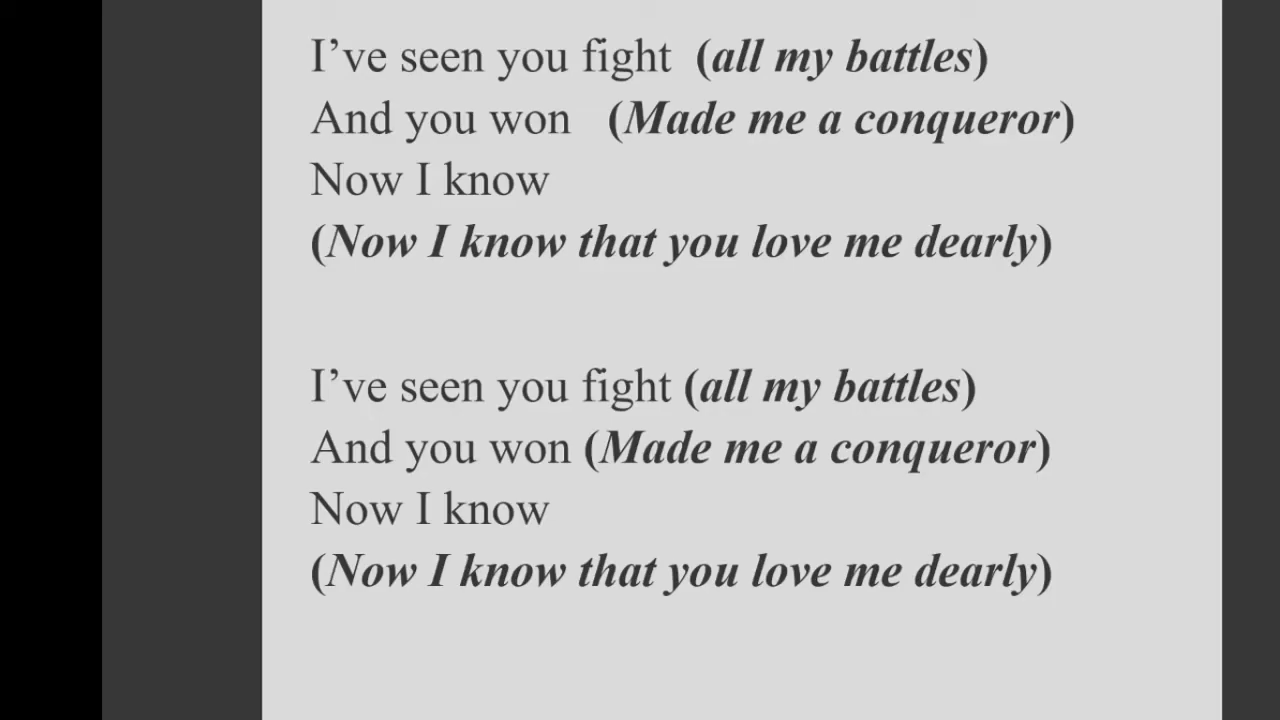 I’ve seen you fight  (all my battles)
And you won   (Made me a conqueror)
Now I know
(Now I know that you love me dearly)
I’ve seen you fight (all my battles)
And you won (Made me a conqueror)
Now I know
(Now I know that you love me dearly)